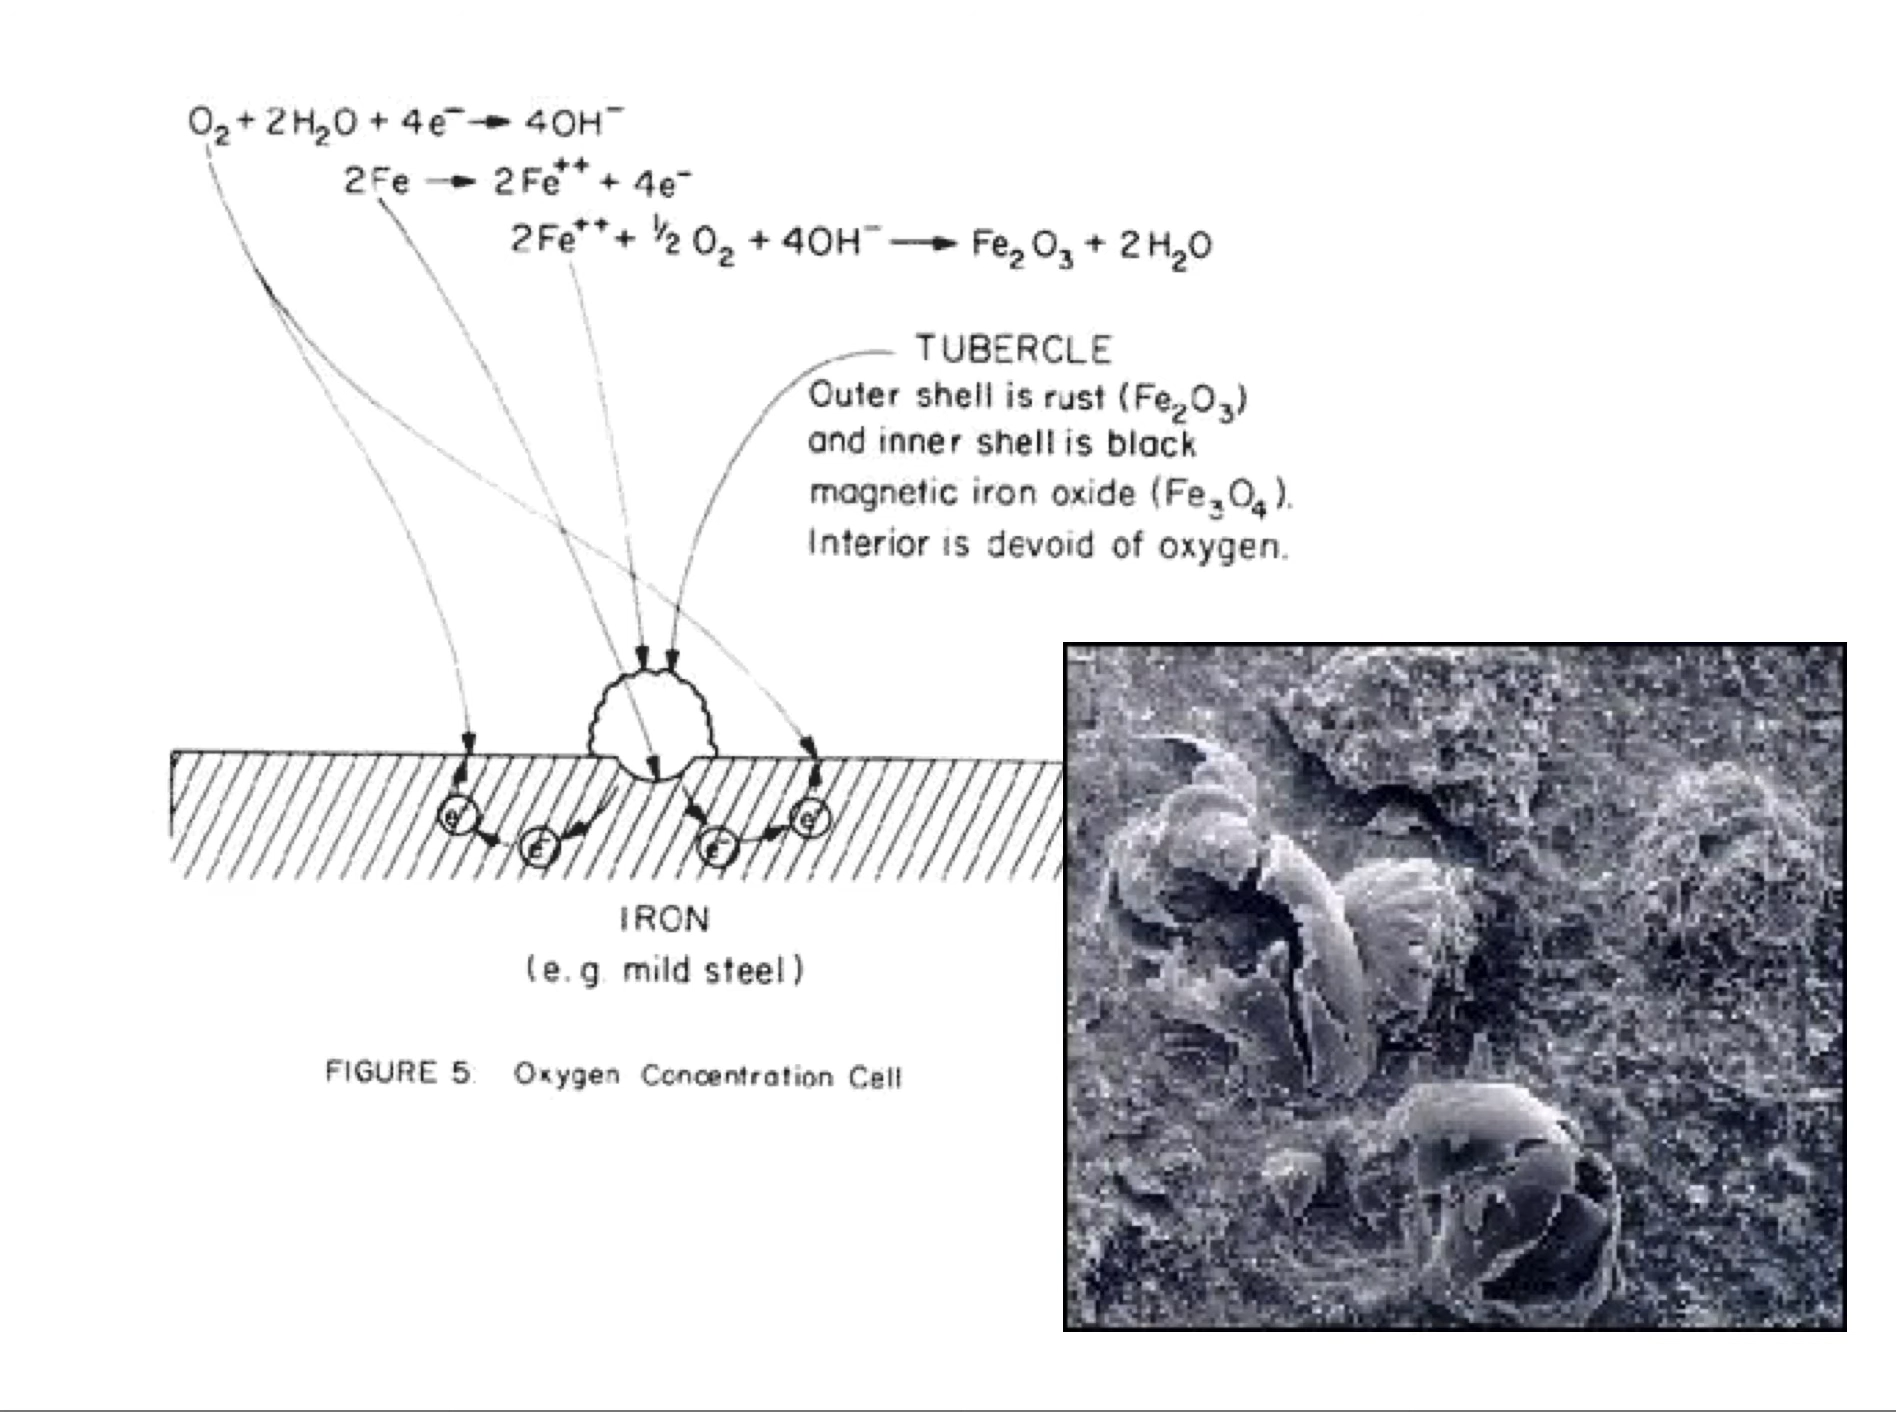 O₂ + 2H₂O + 4e⁻ → 4OH⁻
2Fe → 2Fe⁺⁺ + 4e⁻
2Fe⁺⁺ + ½ O₂ + 4OH⁻ → Fe₂O₃ + 2H₂O
TUBERCLE
Outer shell is rust (Fe₂O₃)
and inner shell is black
magnetic iron oxide (Fe₃O₄).
Interior is devoid of oxygen.
e⁻ e⁻ e⁻ e⁻
IRON
(e.g. mild steel)
FIGURE 5: Oxygen Concentration Cell